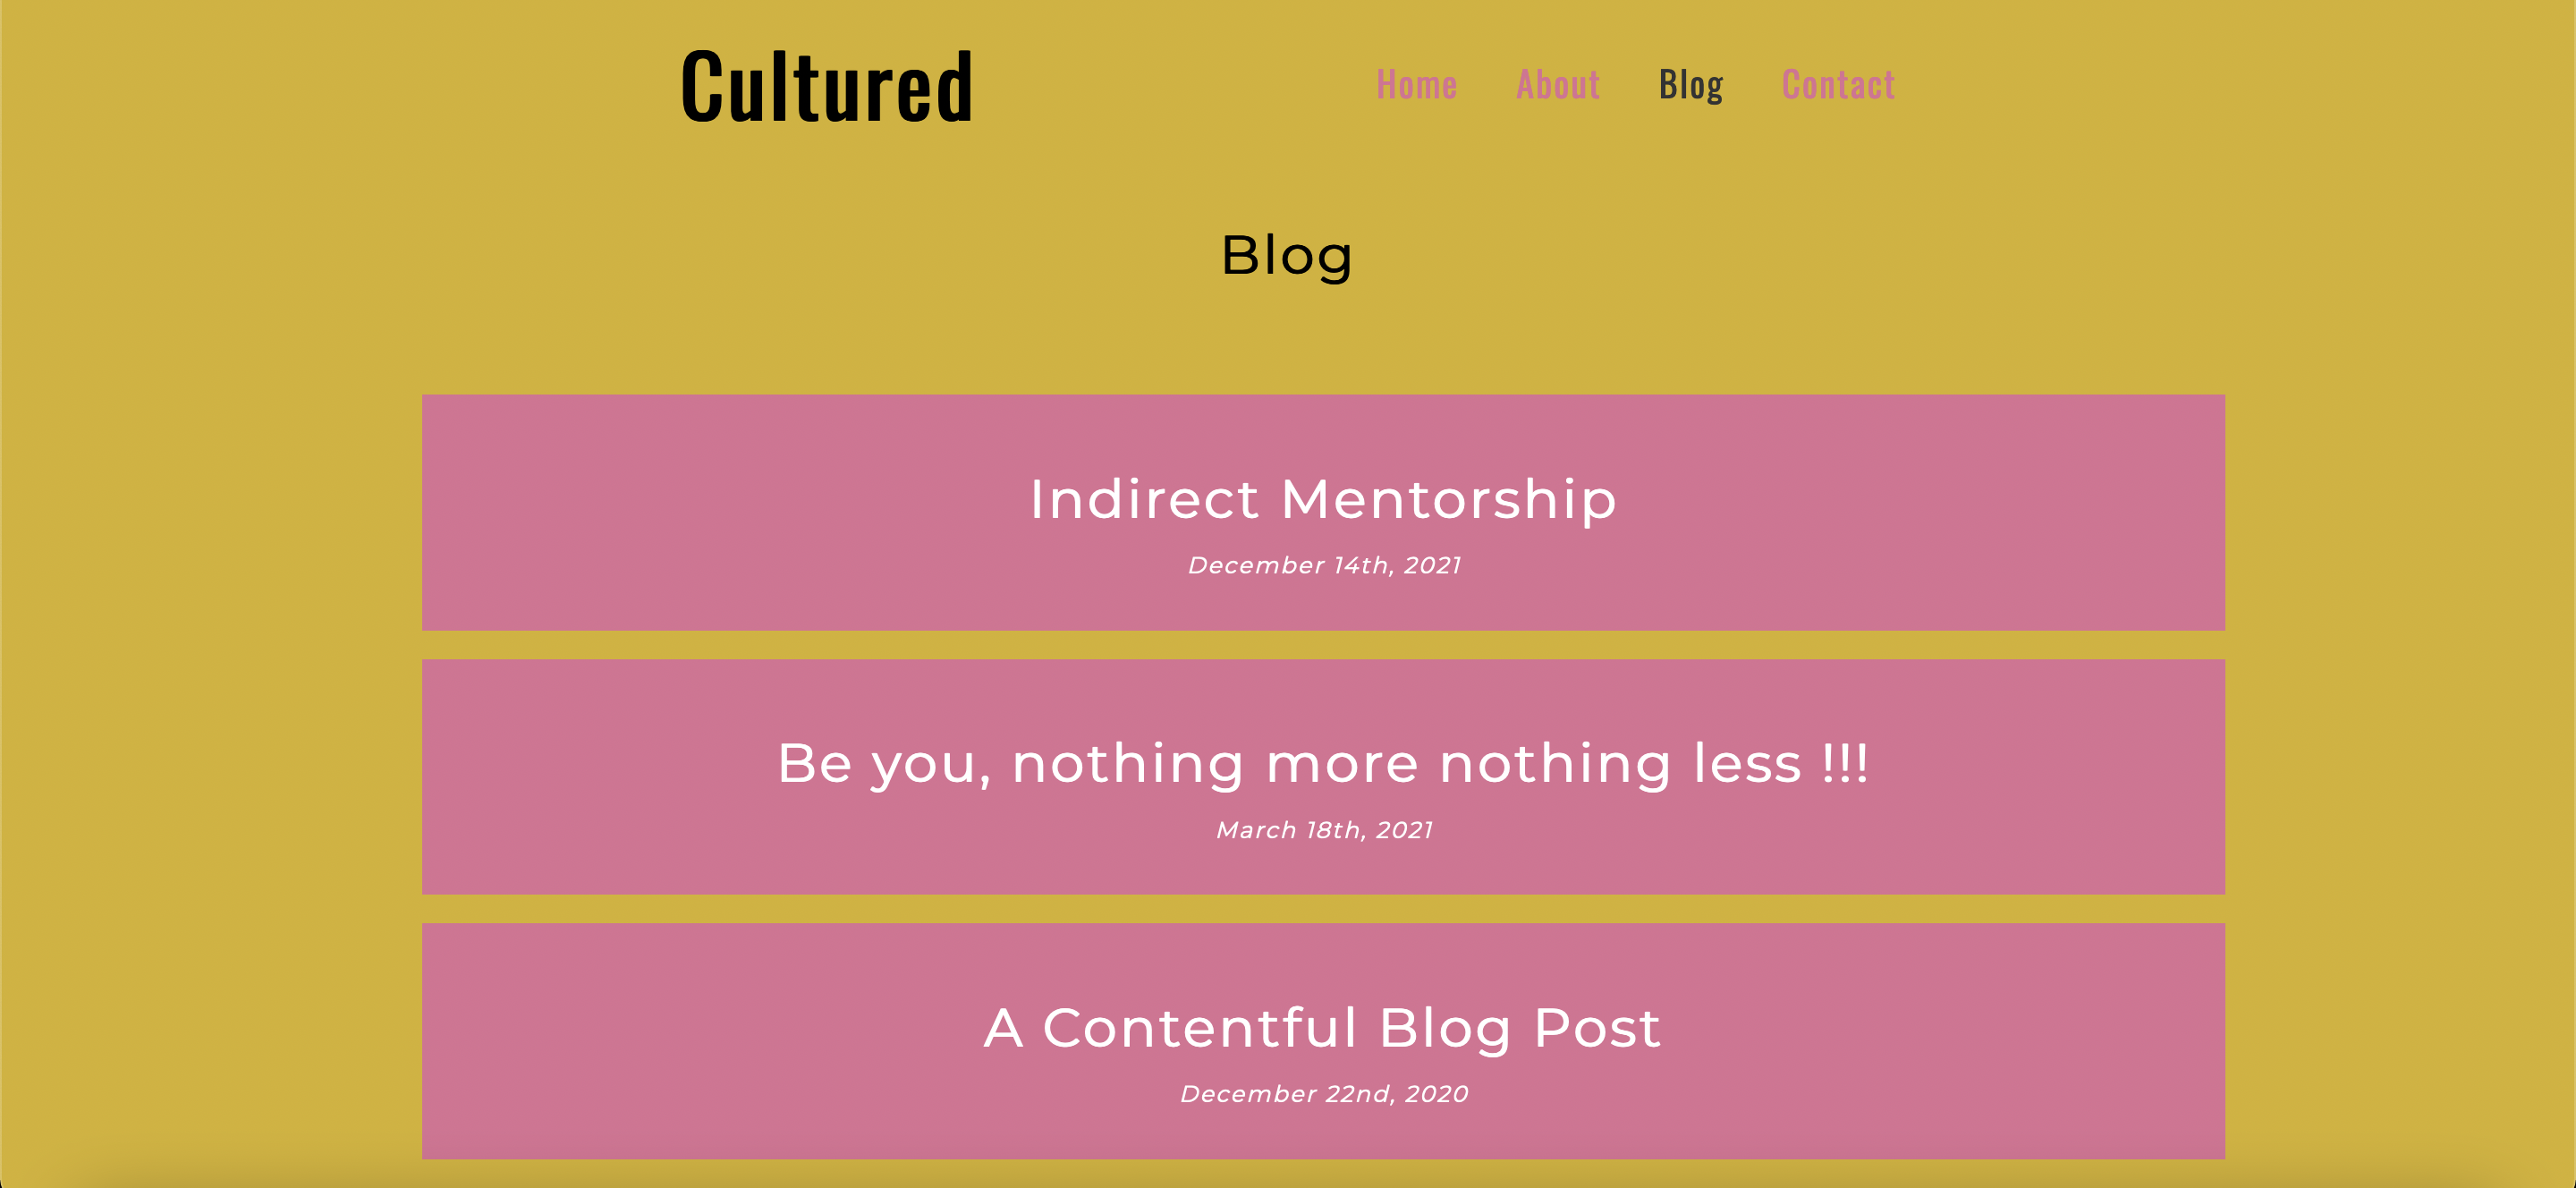 Cultured
Home About Blog Contact
Blog
Indirect Mentorship
December 14th, 2021
Be you, nothing more nothing less !!!
March 18th, 2021
A Contentful Blog Post
December 22nd, 2020